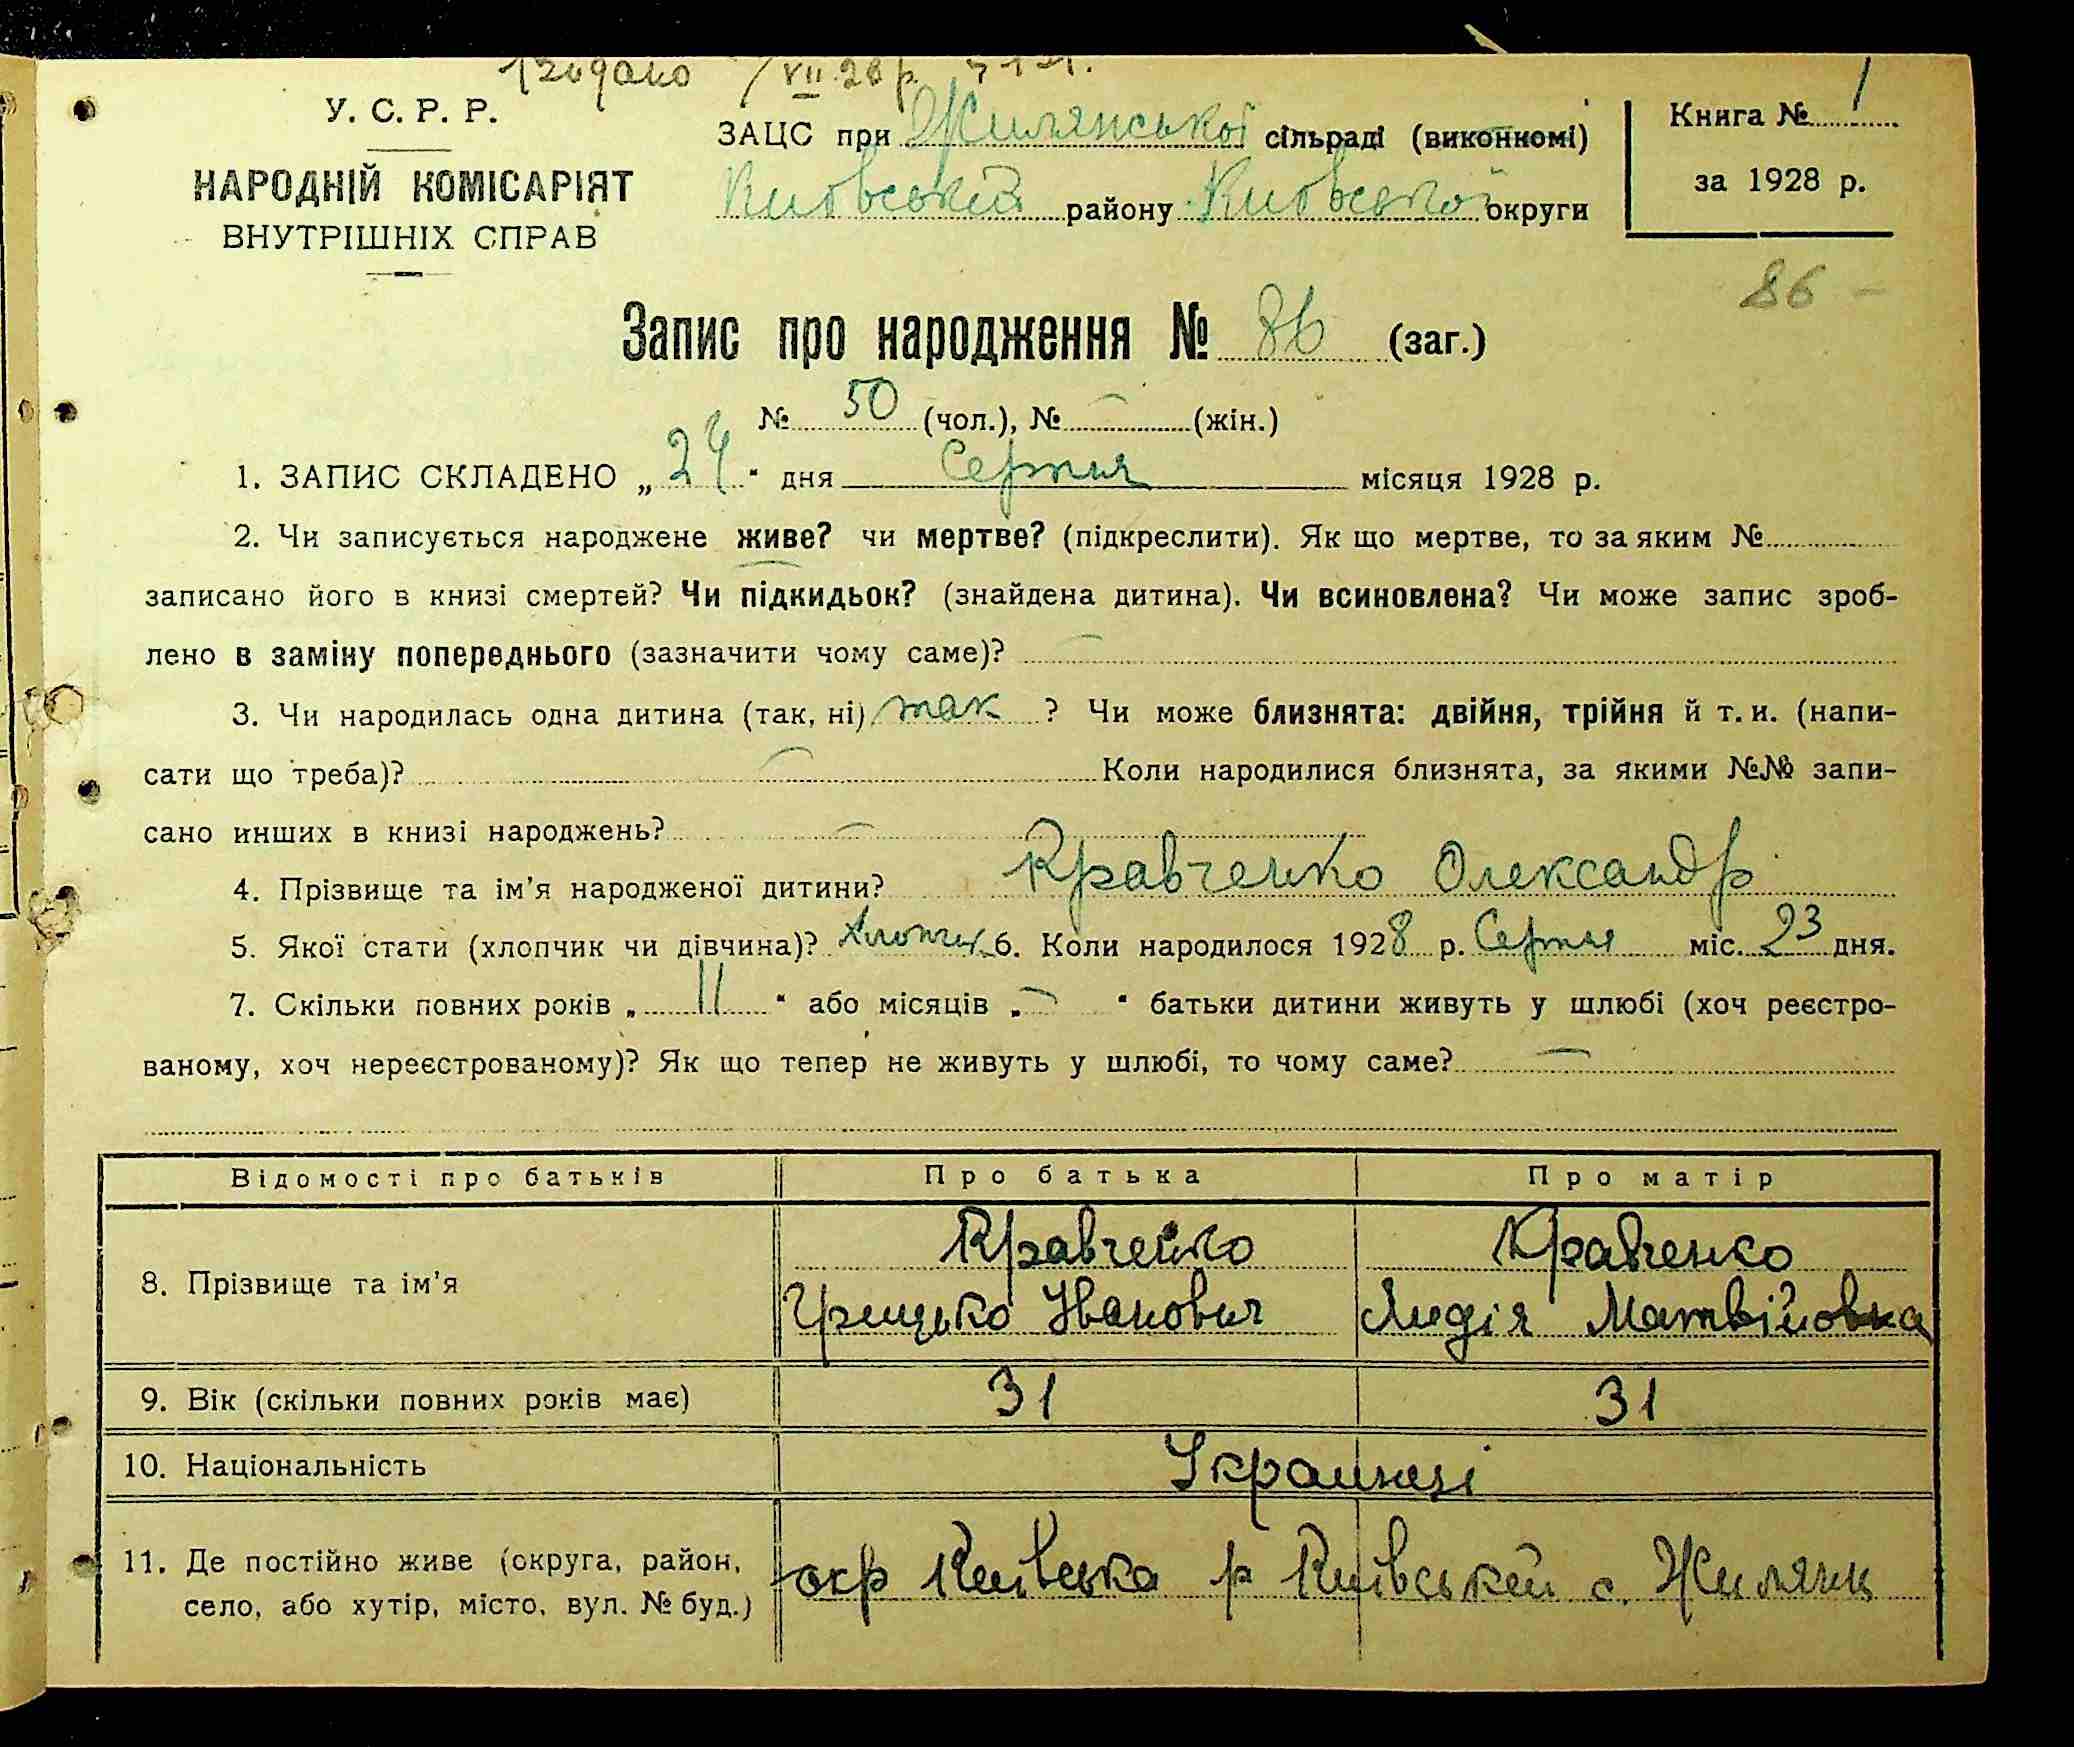 У. С. Р. Р.
НАРОДНІЙ КОМІСАРІЯТ
ВНУТРІШНІХ СПРАВ
/VII 28 р.
ЗАЦС при Жилянської сільраді (виконкомі)
Київській району Київської округи
Книга № 1
за 1928 р.
86 –
Запис про народження № 86 (заг.)
№ 50 (чол.), № — (жін.)
1. ЗАПИС СКЛАДЕНО „24" дня Серпня місяця 1928 р.
2. Чи записується народжене живе? чи мертве? (підкреслити). Як що мертве, то за яким №
записано його в книзі смертей? Чи підкидьок? (знайдена дитина). Чи всиновлена? Чи може запис зроб-
лено в заміну попереднього (зазначити чому саме)? —
3. Чи народилась одна дитина (так, ні) так ? Чи може близнята: двійня, трійня й т. и. (напи-
сати що треба)? — Коли народилися близнята, за якими №№ запи-
сано инших в книзі народжень? —
4. Прізвище та ім'я народженої дитини? Кравченко Олександр
5. Якої стати (хлопчик чи дівчина)? хлопчик 6. Коли народилося 1928 р. Серпня міс. 23 дня.
7. Скільки повних років „ 11 " або місяців „ — " батьки дитини живуть у шлюбі (хоч реєстро-
ваному, хоч нереєстрованому)? Як що тепер не живуть у шлюбі, то чому саме? —
Відомості про батьків Про батька Про матір
8. Прізвище та ім'я Кравченко Грицько Иванович Кравченко Лидія Матвійовна
9. Вік (скільки повних років має) 31 31
10. Національність Украинці
11. Де постійно живе (округа, район,
село, або хутір, місто, вул. № буд.) окр Київська р Київській с. Жиляни